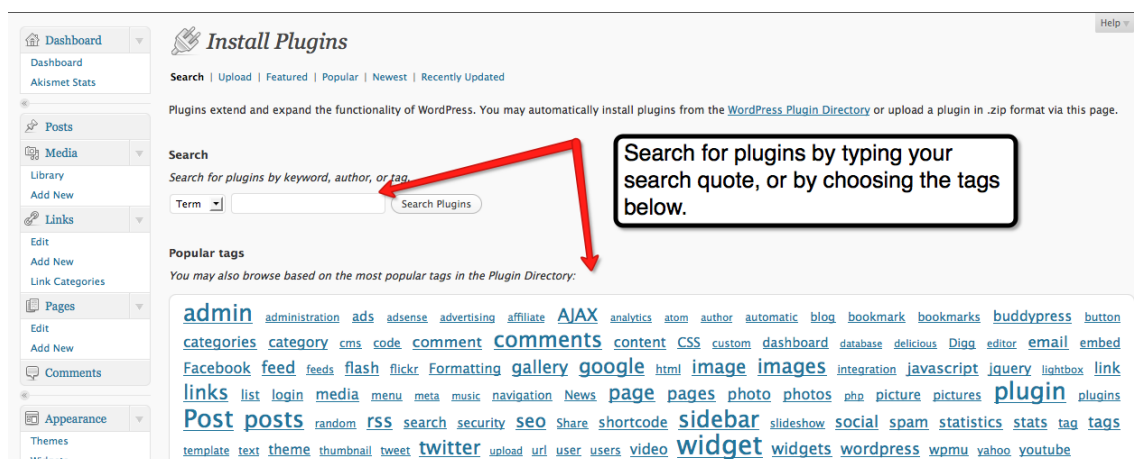 Help
Dashboard
Dashboard
Akismet Stats
Posts
Media
Library
Add New
Links
Edit
Add New
Link Categories
Pages
Edit
Add New
Comments
Appearance
Themes
Install Plugins
Search | Upload | Featured | Popular | Newest | Recently Updated
Plugins extend and expand the functionality of WordPress. You may automatically install plugins from the WordPress Plugin Directory or upload a plugin in .zip format via this page.
Search
Search for plugins by keyword, author, or tag.
Term
Search Plugins
Search for plugins by typing your
search quote, or by choosing the tags
below.
Popular tags
You may also browse based on the most popular tags in the Plugin Directory:
admin administration ads adsense advertising affiliate AJAX analytics atom author automatic blog bookmark bookmarks buddypress button
categories category cms code comment comments content CSS custom dashboard database delicious Digg editor email embed
Facebook feed feeds flash flickr Formatting gallery google html image images integration javascript jquery lightbox link
links list login media menu meta music navigation News page pages photo photos php picture pictures plugin plugins
Post posts random rss search security seo Share shortcode sidebar slideshow social spam statistics stats tag tags
template text theme thumbnail tweet twitter upload url user users video widget widgets wordpress wpmu yahoo youtube